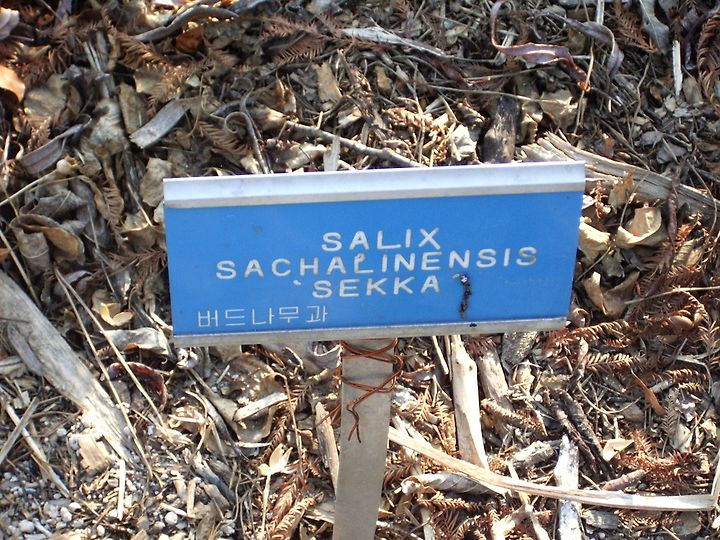 SALIX
SACHALINENSIS
'SEKKA'
버드나무과